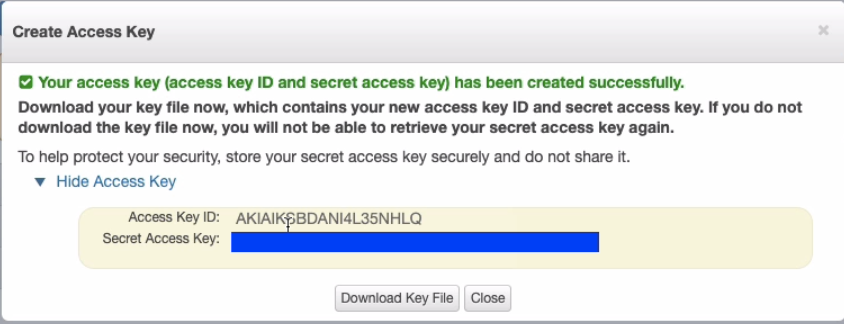 Create Access Key
Your access key (access key ID and secret access key) has been created successfully.
Download your key file now, which contains your new access key ID and secret access key. If you do not
download the key file now, you will not be able to retrieve your secret access key again.
To help protect your security, store your secret access key securely and do not share it.
Hide Access Key
Access Key ID: AKIAIKSBDANI4L35NHLQ
Secret Access Key:
Download Key File Close